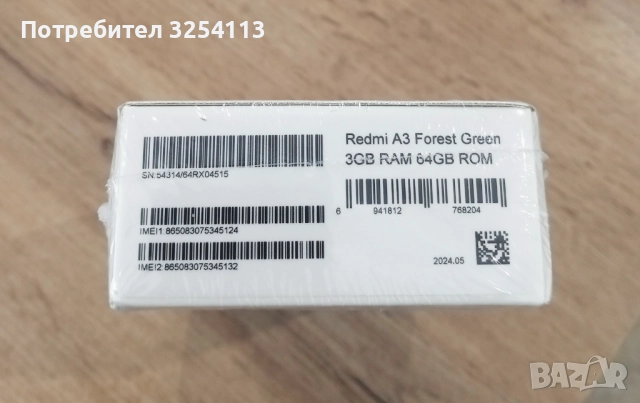 Потребител 3254113
Redmi A3 Forest Green
3GB RAM 64GB ROM
SN:54314/64RX04515
6 941812 768204
IMEI1:865083075345124
IMEI2:865083075345132
2024.05
BAZAR